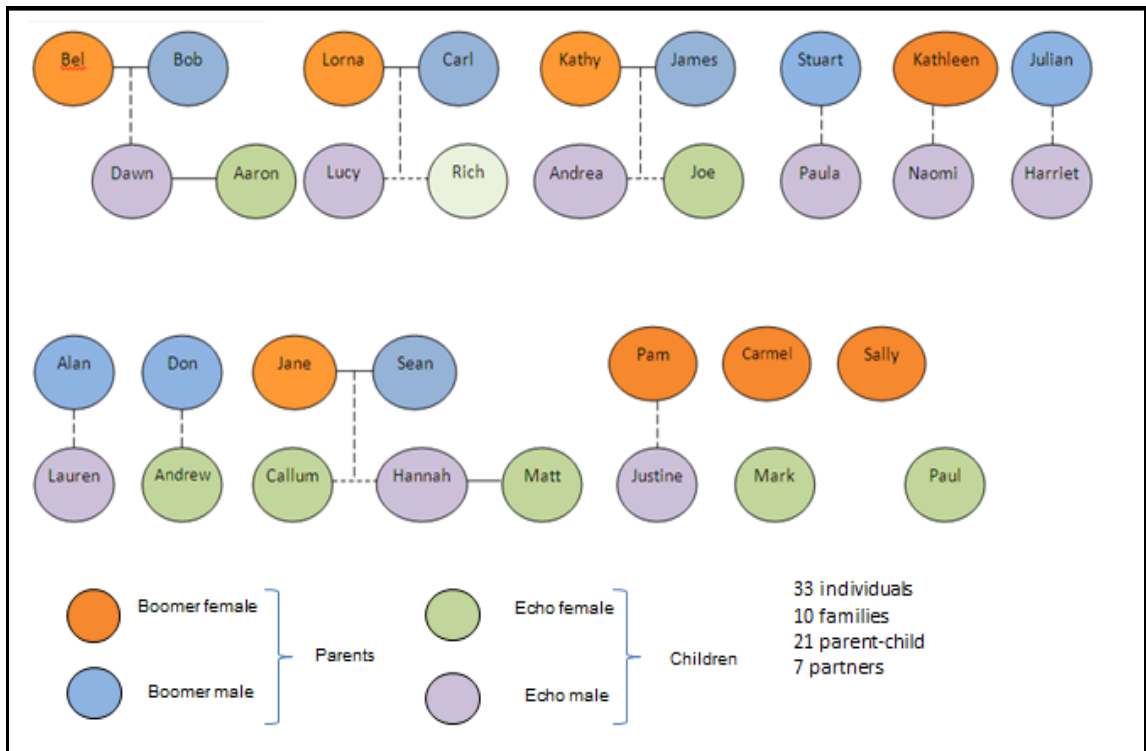 Bel Bob Lorna Carl Kathy James Stuart Kathleen Julian
Dawn Aaron Lucy Rich Andrea Joe Paula Naomi Harriet
Alan Don Jane Sean Pam Carmel Sally
Lauren Andrew Callum Hannah Matt Justine Mark Paul
Boomer female
Parents
Boomer male
Echo female
Children
Echo male
33 individuals
10 families
21 parent-child
7 partners